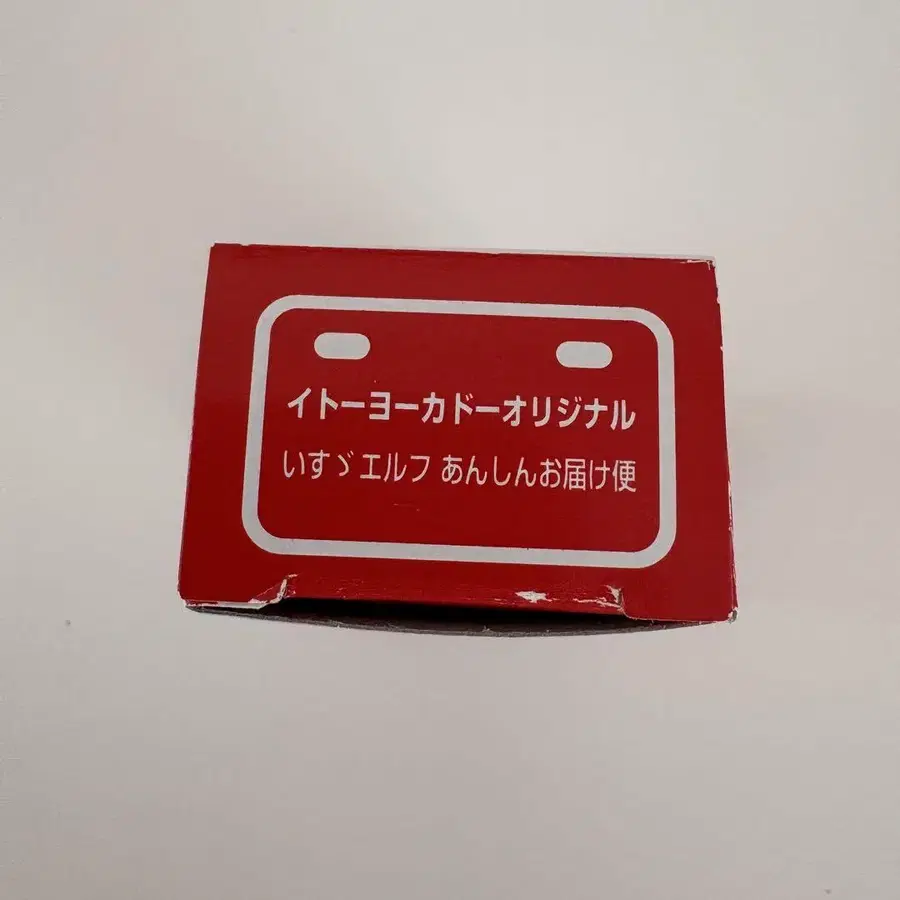 イトーヨーカドーオリジナル
いすゞエルフ あんしんお届け便